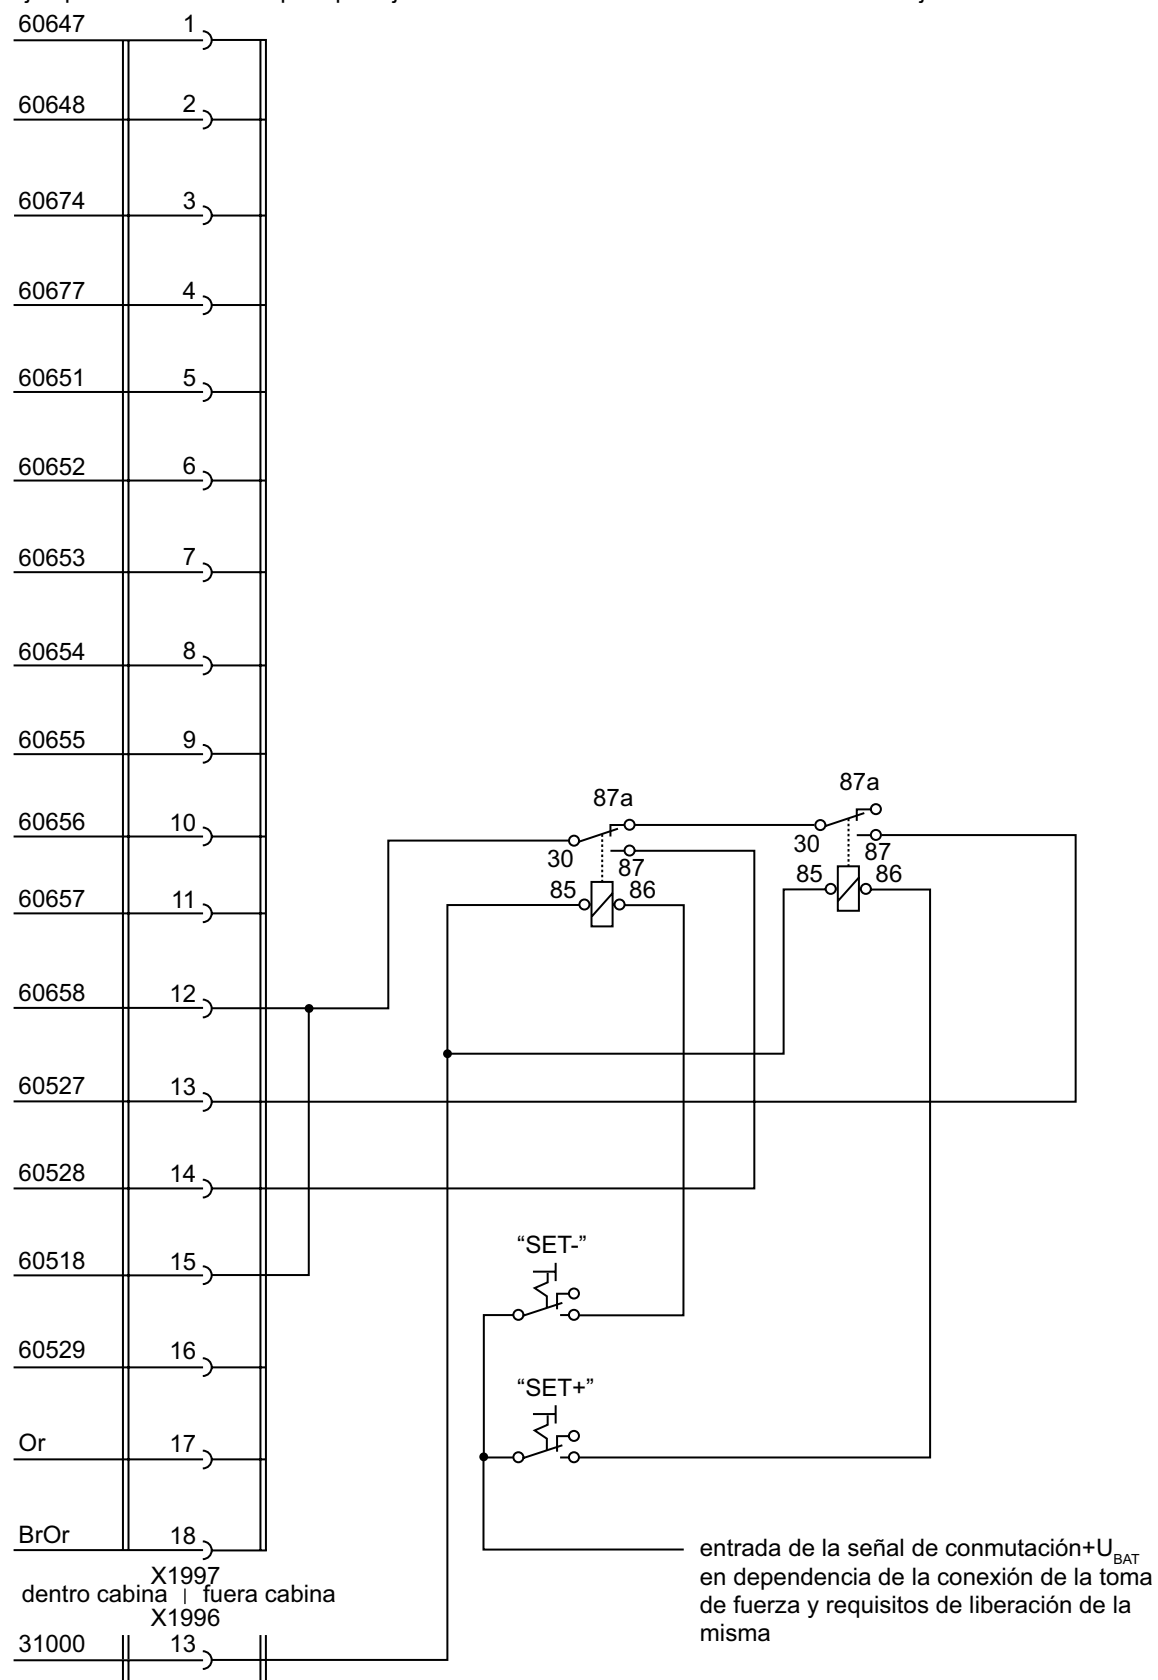 60647 1
60648 2
60674 3
60677 4
60651 5
60652 6
60653 7
60654 8
60655 9
87a
87a
60656 10
30
87
30
87
85 86
85 86
60657 11
60658 12
60527 13
60528 14
“SET-”
60518 15
60529 16
“SET+”
Or 17
BrOr 18
entrada de la señal de conmutación+UBAT
en dependencia de la conexión de la toma
de fuerza y requisitos de liberación de la
misma
X1997
dentro cabina | fuera cabina
X1996
31000 13